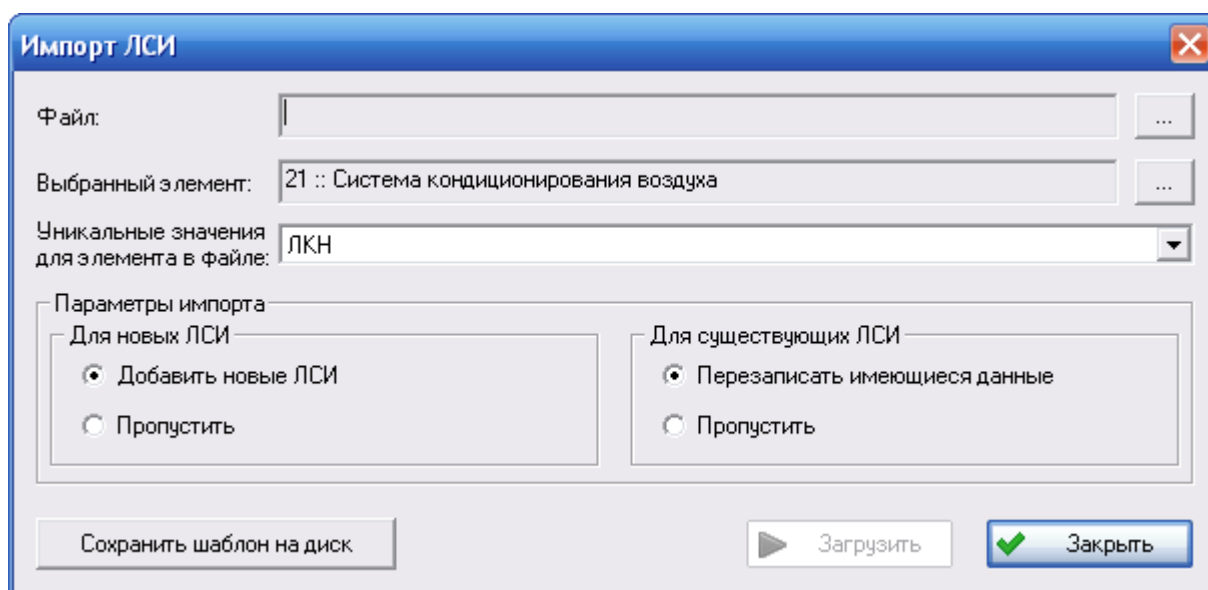 Импорт ЛСИ
Файл:
...
Выбранный элемент:
21 :: Система кондиционирования воздуха
...
Уникальные значения
для элемента в файле:
ЛКН
Параметры импорта
Для новых ЛСИ
Добавить новые ЛСИ
Пропустить
Для существующих ЛСИ
Перезаписать имеющиеся данные
Пропустить
Сохранить шаблон на диск
Загрузить
Закрыть